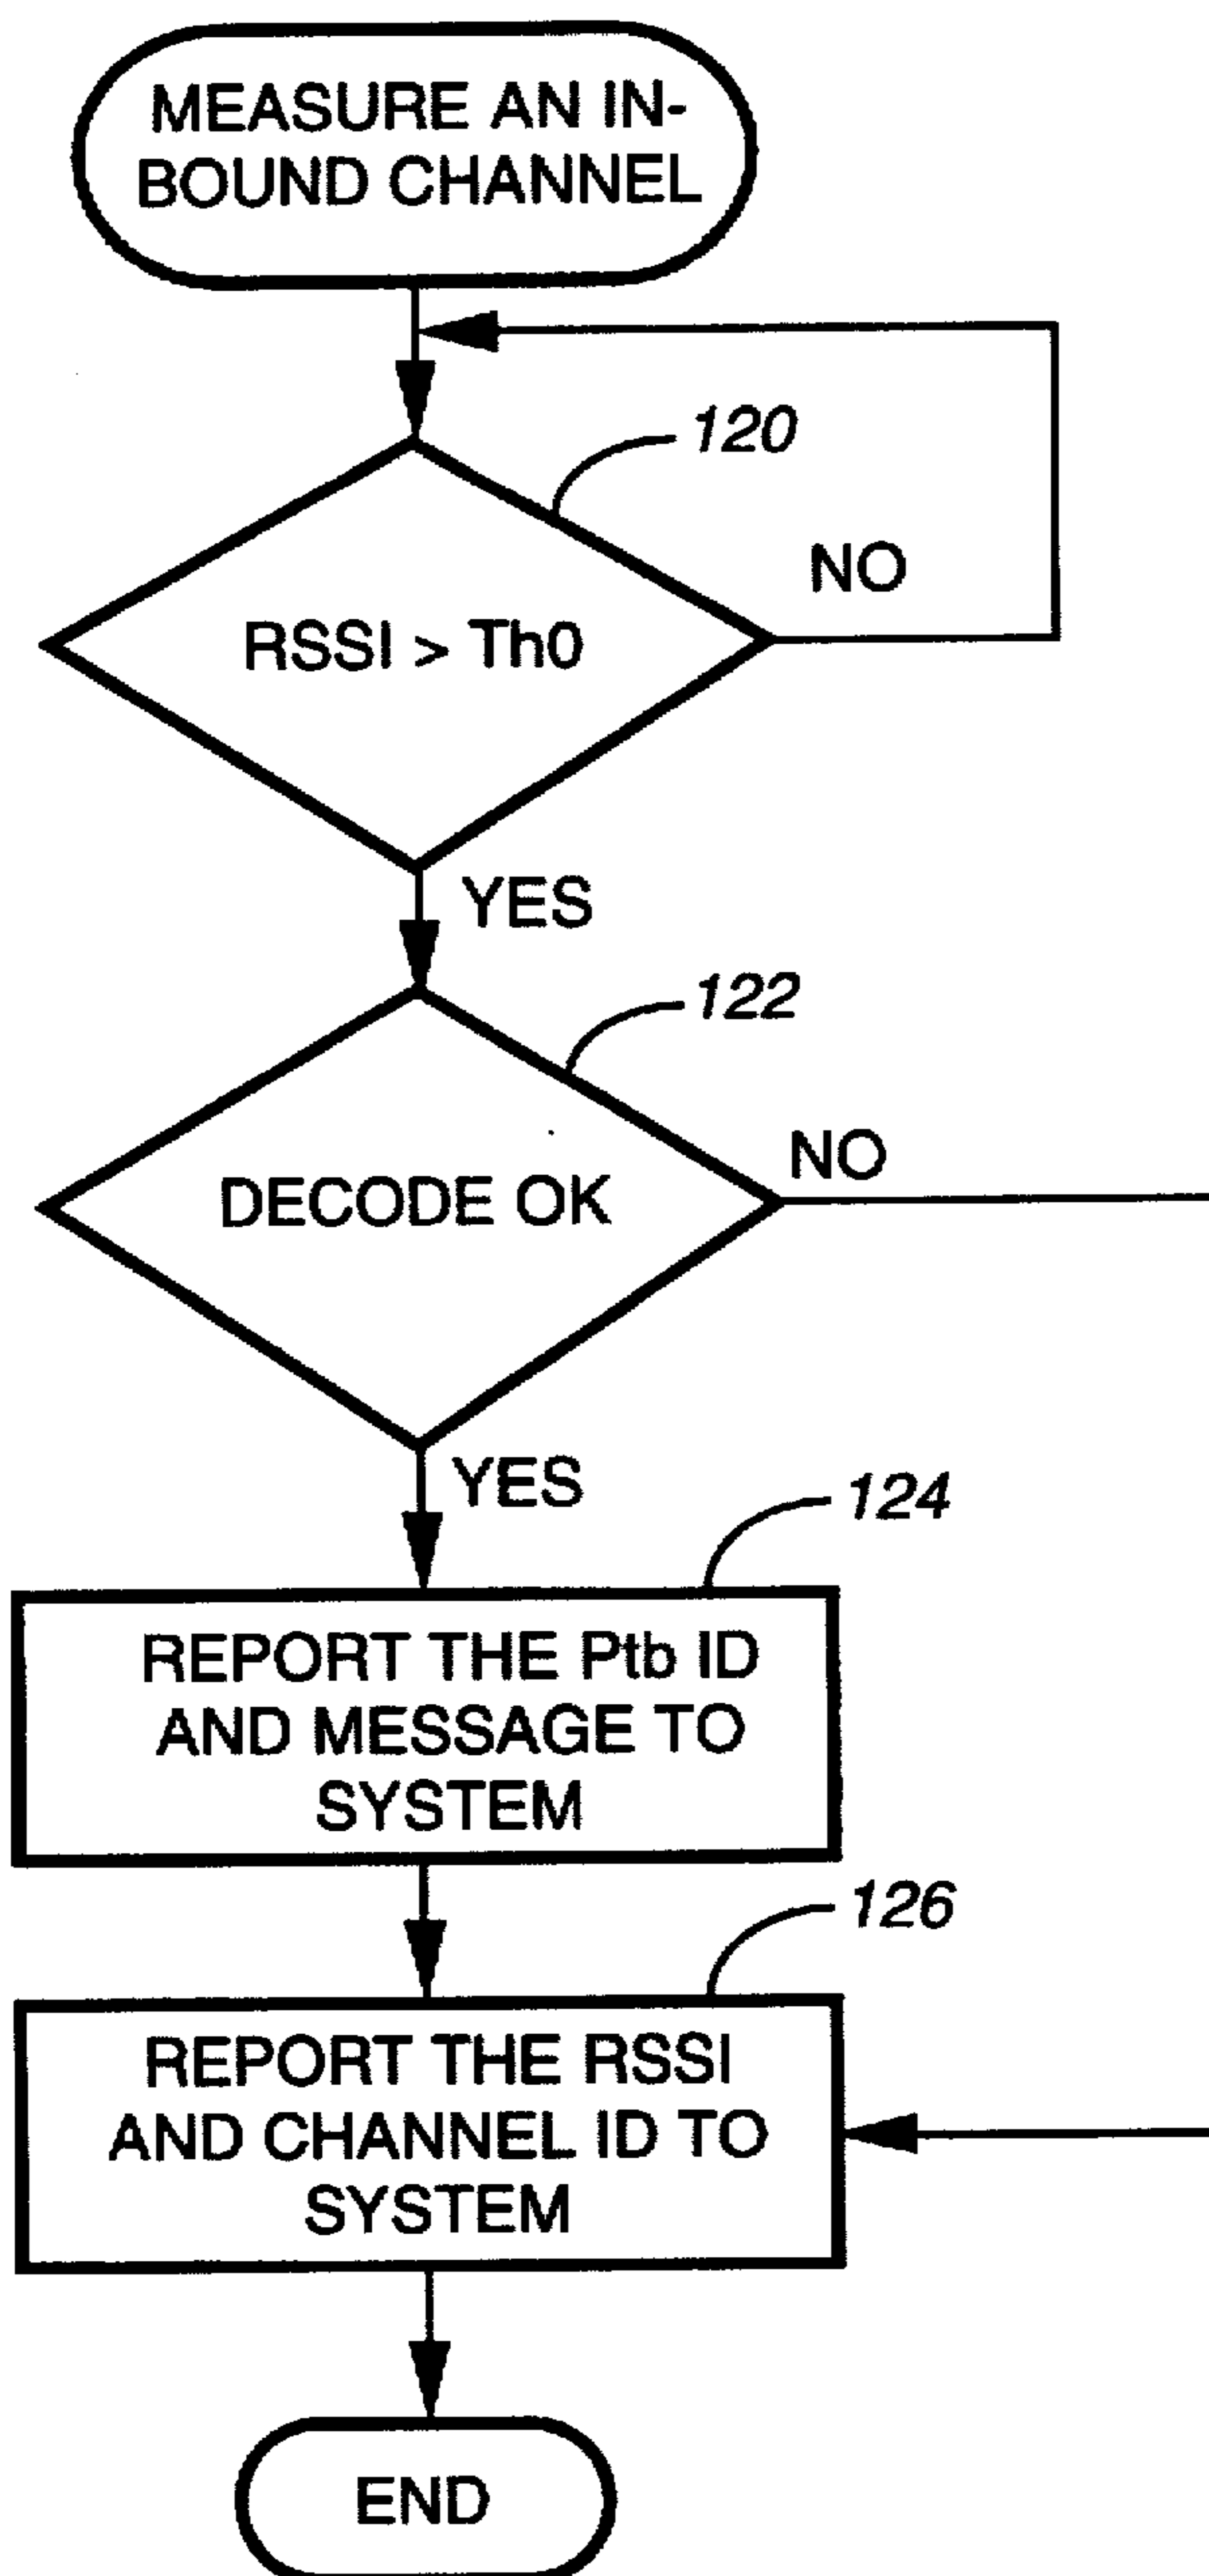 MEASURE AN IN-
BOUND CHANNEL
120
NO
RSSI > Th0
YES
122
NO
DECODE OK
YES
124
REPORT THE Ptb ID
AND MESSAGE TO
SYSTEM
126
REPORT THE RSSI
AND CHANNEL ID TO
SYSTEM
END